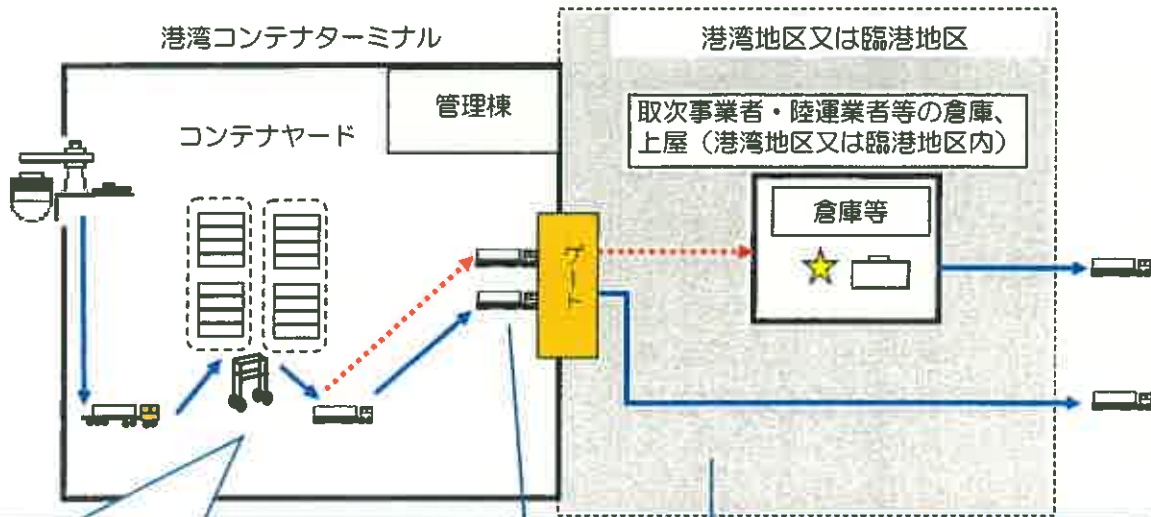 港湾コンテナターミナル
港湾地区又は臨港地区
管理棟
コンテナヤード
取次事業者・陸運業者等の倉庫、
上屋（港湾地区又は臨港地区内）
倉庫等
ゲート